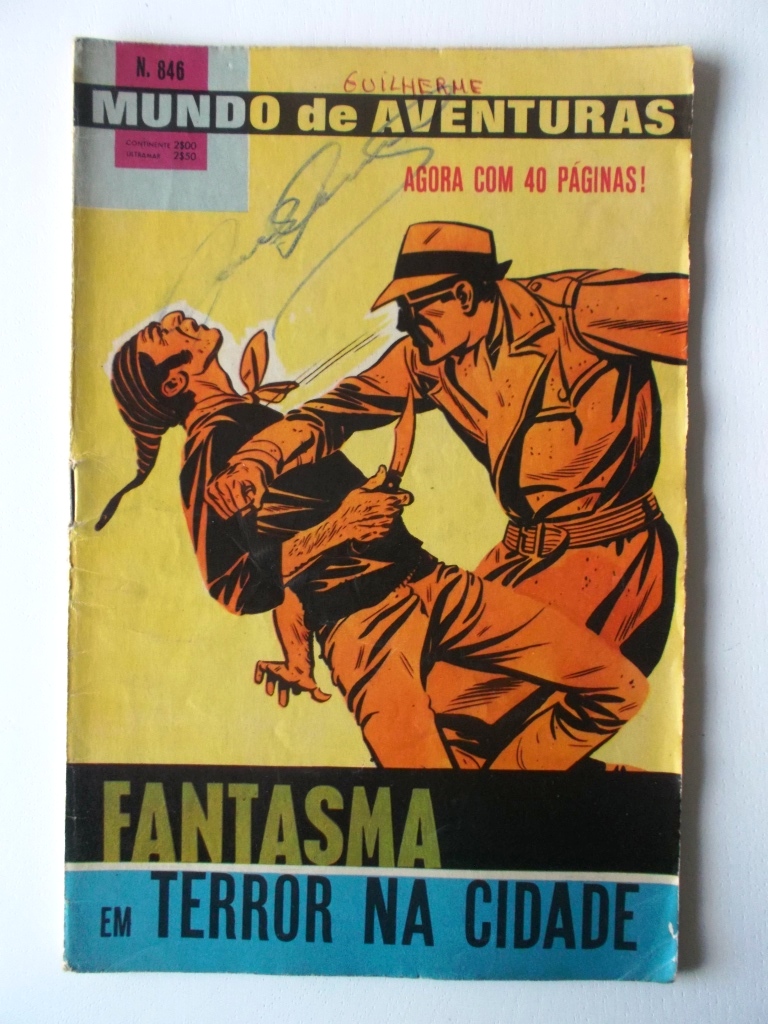 N. 846
GUILHERME
MUNDO de AVENTURAS
CONTINENTE 2$00
ULTRAMAR 2$50
AGORA COM 40 PÁGINAS!
FANTASMA
EM TERROR NA CIDADE